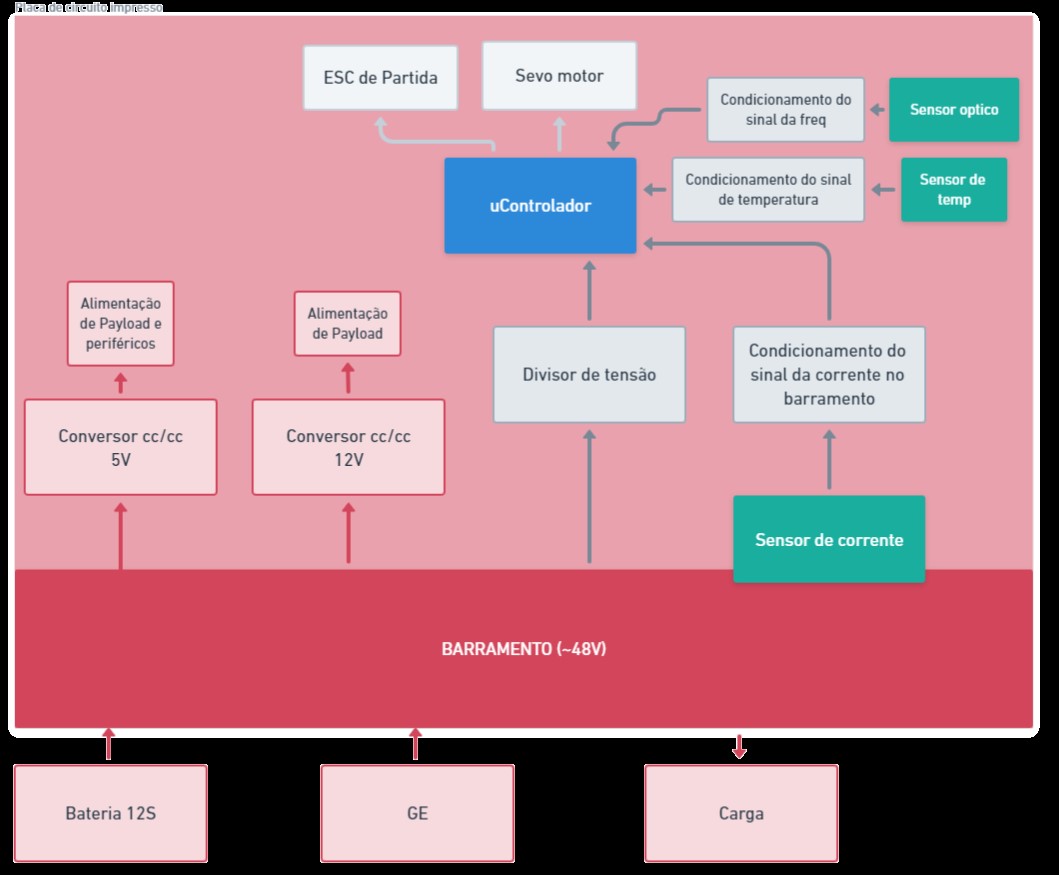 Placa de circuito impresso
ESC de Partida
Sevo motor
Condicionamento do
sinal da freq
Sensor optico
uControlador
Condicionamento do sinal
de temperatura
Sensor de
temp
Alimentação
de Payload e
periféricos
Alimentação
de Payload
Divisor de tensão
Condicionamento do
sinal da corrente no
barramento
Conversor cc/cc
5V
Conversor cc/cc
12V
Sensor de corrente
BARRAMENTO (~48V)
Bateria 12S
GE
Carga